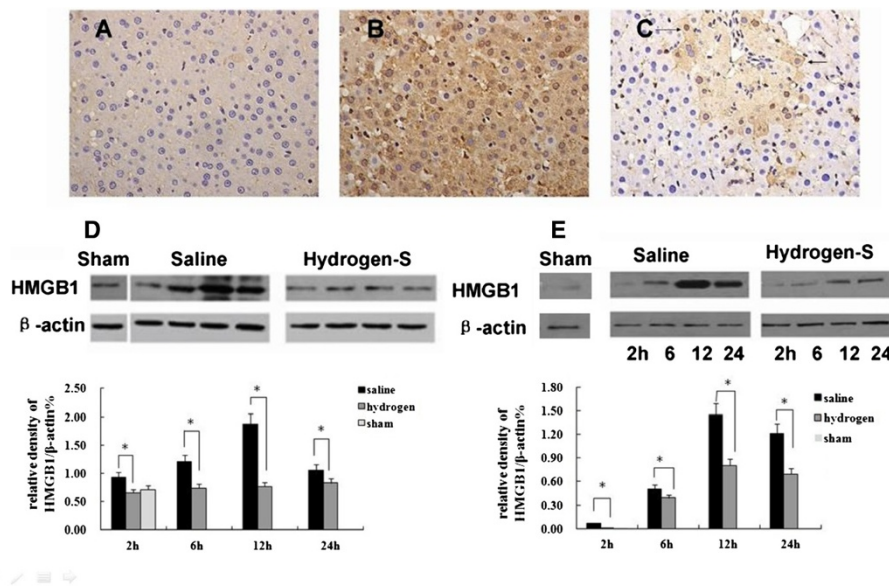 A
B
C
D
Sham Saline Hydrogen-S
HMGB1
β -actin
relative density of
HMGB1/β-actin%
2.50
2.00
1.50
1.00
0.50
0.00
* * * *
saline
hydrogen
sham
2h 6h 12h 24h
E
Sham Saline Hydrogen-S
HMGB1
β -actin
2h 6 12 24 2h 6 12 24
relative density of
HMGB1/β-actin%
1.80
1.50
1.20
0.90
0.60
0.30
0.00
* * * *
saline
hydrogen
sham
2h 6h 12h 24h